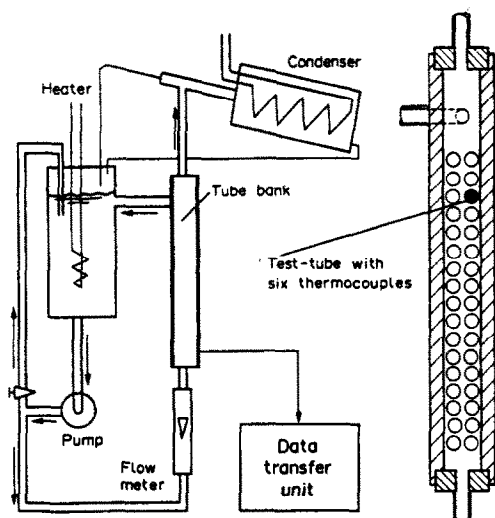 Condenser
Heater
Tube bank
Test-tube with
six thermocouples
Pump
Flow
meter
Data
transfer
unit